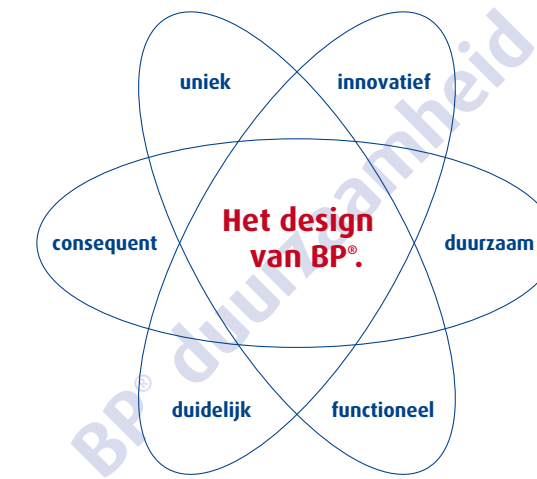 uniek
innovatief
Het design
van BP®.
consequent
duurzaam
duidelijk
functioneel
BP® duurzaamheid